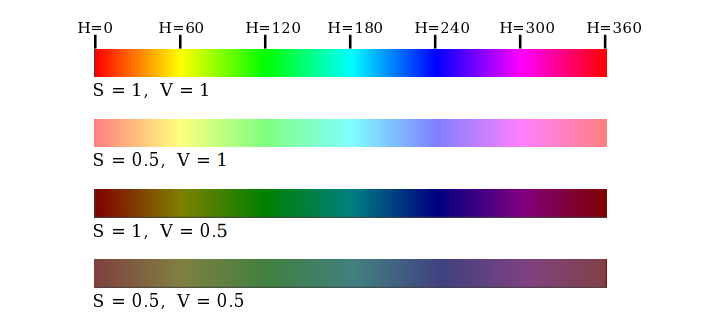 H=0 H=60 H=120 H=180 H=240 H=300 H=360
S = 1, V = 1
S = 0.5, V = 1
S = 1, V = 0.5
S = 0.5, V = 0.5